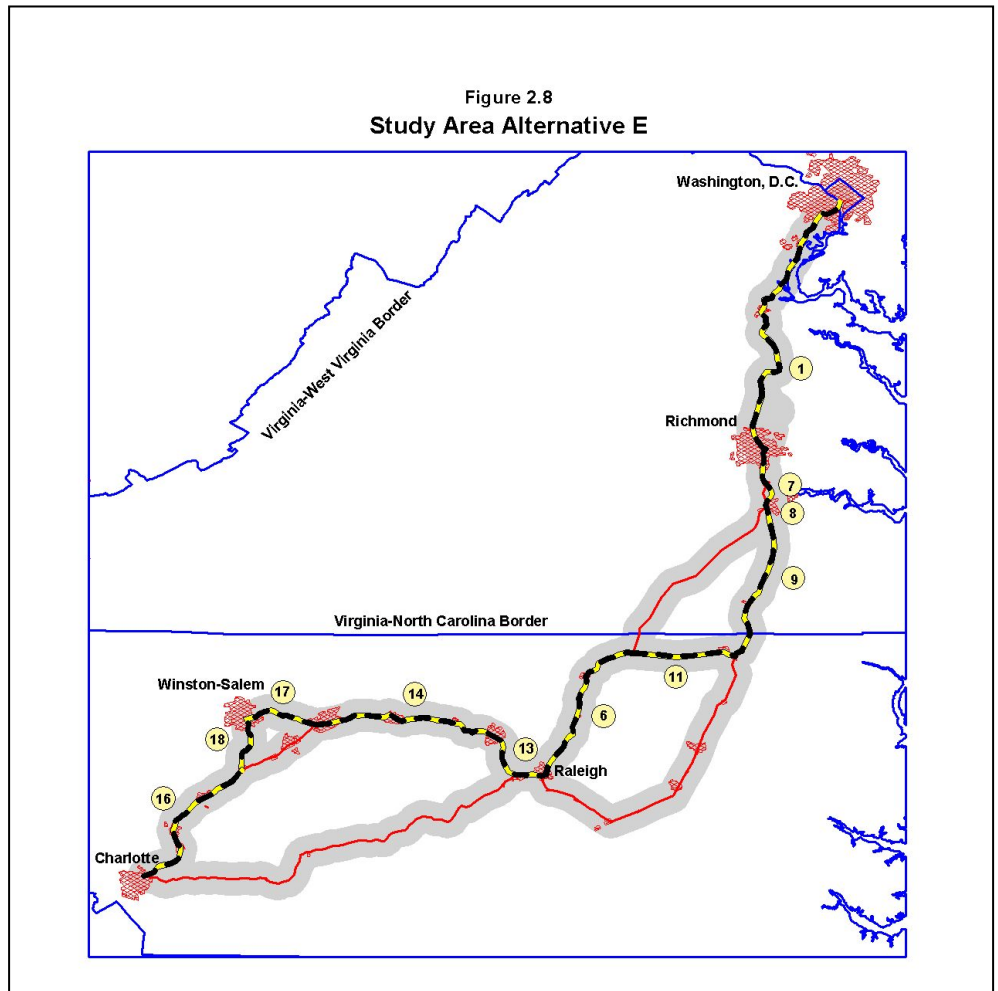 Figure 2.8
Study Area Alternative E
Washington, D.C.
Virginia-West Virginia Border
1
Richmond
7
8
9
Virginia-North Carolina Border
11
Winston-Salem
17
14
6
18
13
Raleigh
16
Charlotte